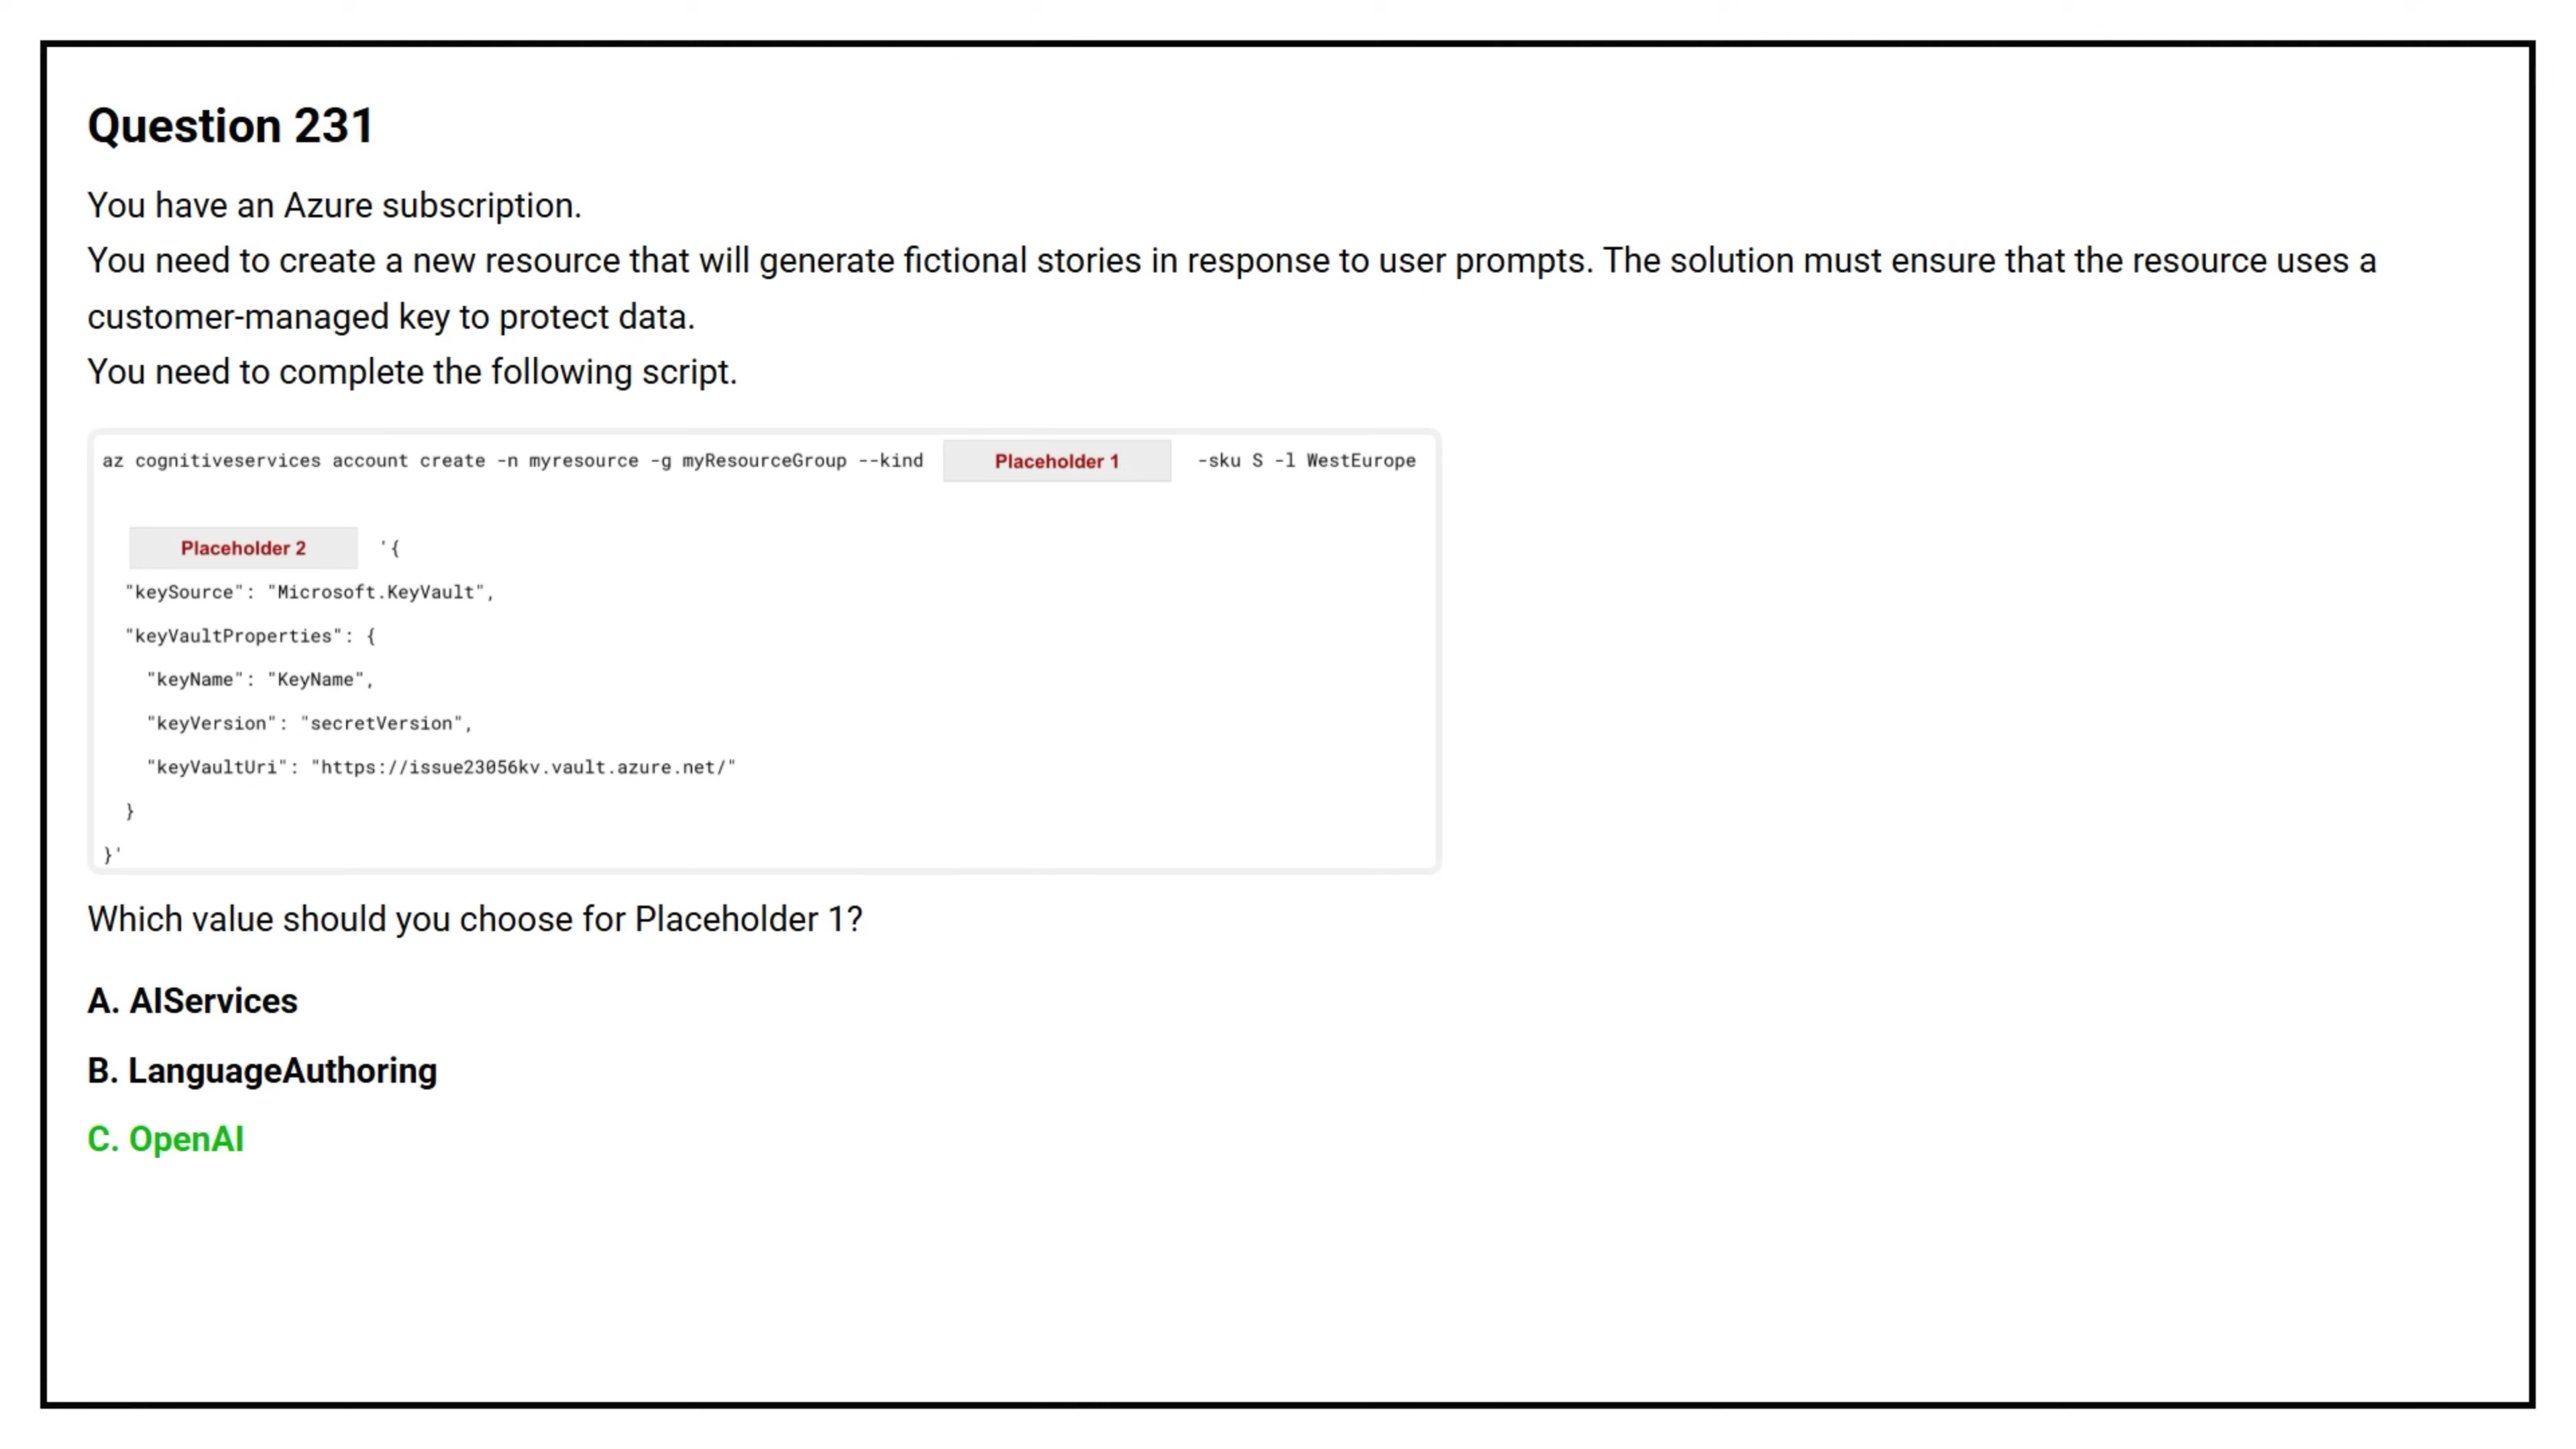 Question 231
You have an Azure subscription.
You need to create a new resource that will generate fictional stories in response to user prompts. The solution must ensure that the resource uses a
customer-managed key to protect data.
You need to complete the following script.
az cognitiveservices account create -n myresource -g myResourceGroup --kind Placeholder 1 -sku S -l WestEurope
Placeholder 2 '{
"keySource": "Microsoft.KeyVault",
"keyVaultProperties": {
"keyName": "KeyName",
"keyVersion": "secretVersion",
"keyVaultUri": "https://issue23056kv.vault.azure.net/"
}
}'
Which value should you choose for Placeholder 1?
A. AIServices
B. LanguageAuthoring
C. OpenAI